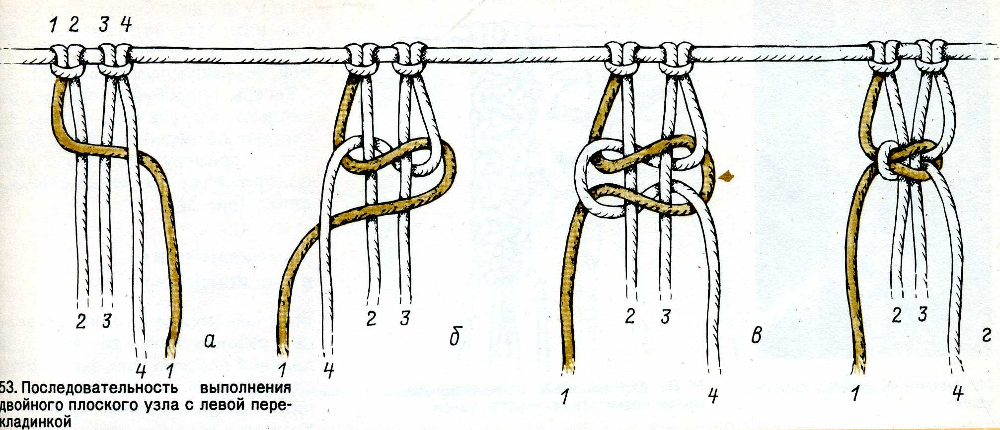 1 2 3 4
2 3
4 1
а
2 3
1 4
б
2 3
1 4
в
2 3
1 4
г
53. Последовательность выполнения
двойного плоского узла с левой пере-
кладинкой